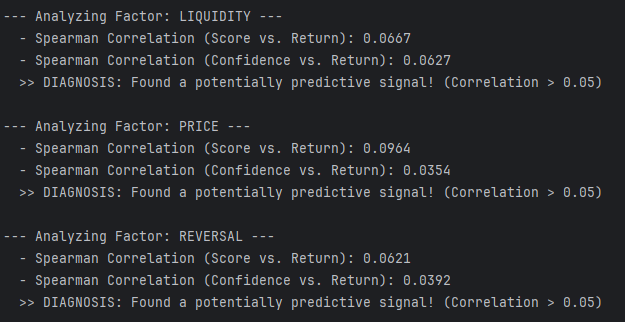 --- Analyzing Factor: LIQUIDITY ---
  - Spearman Correlation (Score vs. Return): 0.0667
  - Spearman Correlation (Confidence vs. Return): 0.0627
  >> DIAGNOSIS: Found a potentially predictive signal! (Correlation > 0.05)

--- Analyzing Factor: PRICE ---
  - Spearman Correlation (Score vs. Return): 0.0964
  - Spearman Correlation (Confidence vs. Return): 0.0354
  >> DIAGNOSIS: Found a potentially predictive signal! (Correlation > 0.05)

--- Analyzing Factor: REVERSAL ---
  - Spearman Correlation (Score vs. Return): 0.0621
  - Spearman Correlation (Confidence vs. Return): 0.0392
  >> DIAGNOSIS: Found a potentially predictive signal! (Correlation > 0.05)